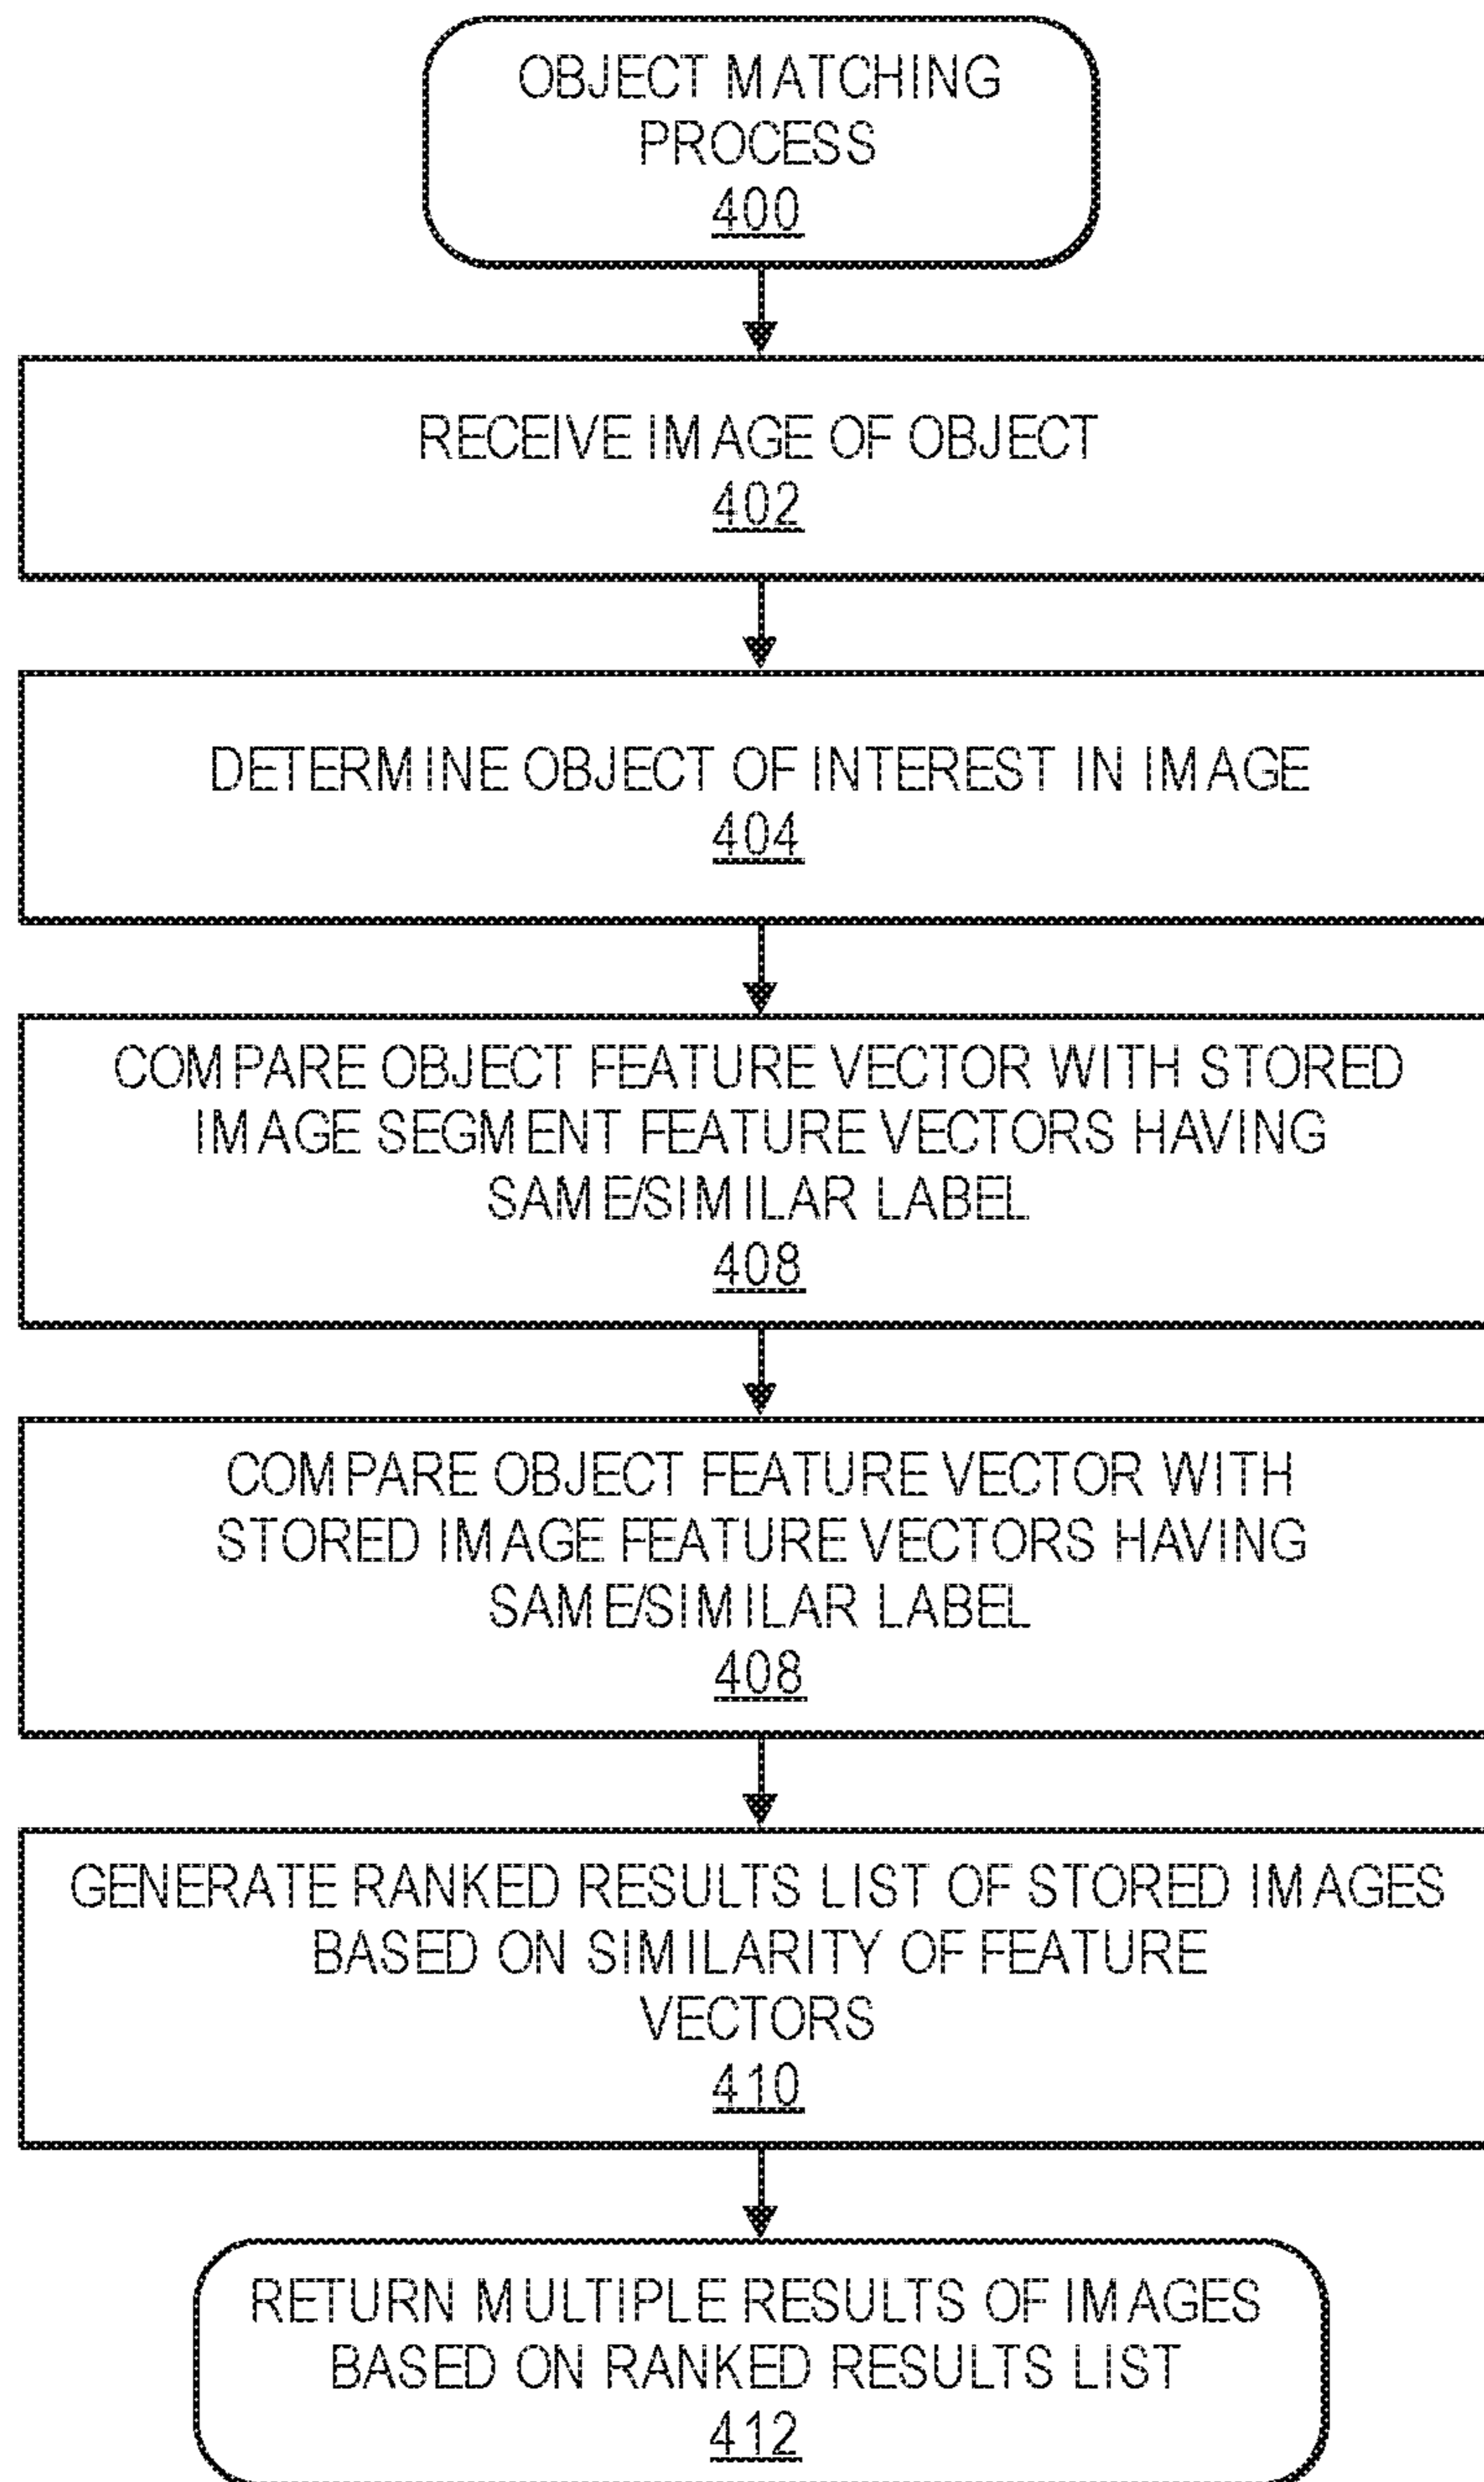 OBJECT MATCHING
PROCESS
400
RECEIVE IMAGE OF OBJECT
402
DETERMINE OBJECT OF INTEREST IN IMAGE
404
COMPARE OBJECT FEATURE VECTOR WITH STORED
IMAGE SEGMENT FEATURE VECTORS HAVING
SAME/SIMILAR LABEL
408
COMPARE OBJECT FEATURE VECTOR WITH
STORED IMAGE FEATURE VECTORS HAVING
SAME/SIMILAR LABEL
408
GENERATE RANKED RESULTS LIST OF STORED IMAGES
BASED ON SIMILARITY OF FEATURE
VECTORS
410
RETURN MULTIPLE RESULTS OF IMAGES
BASED ON RANKED RESULTS LIST
412